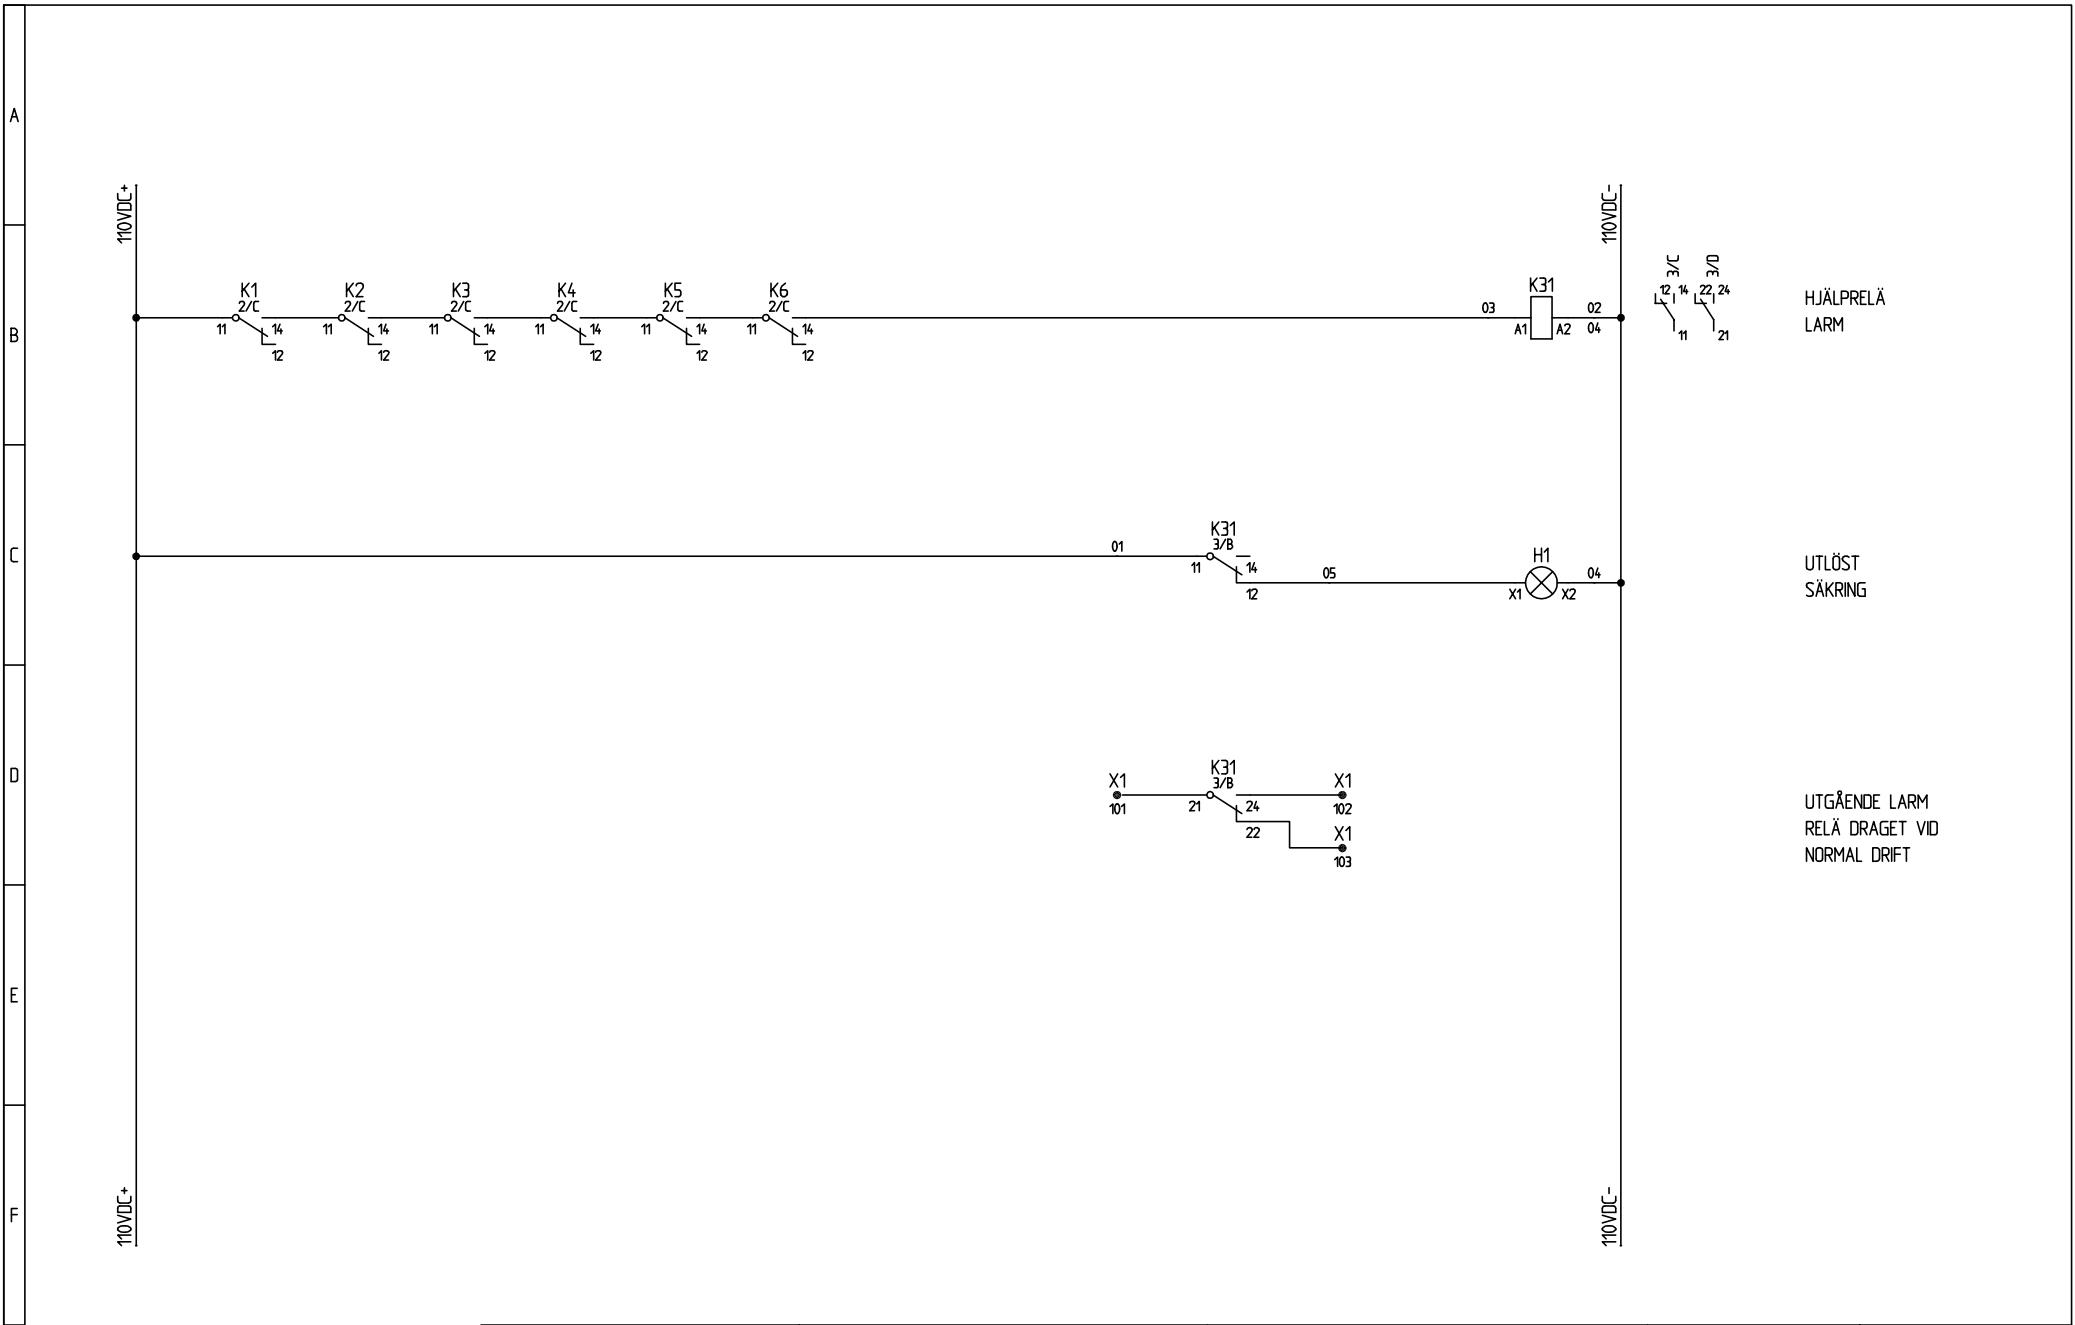 A
B
C
D
E
F
110VDC+
110VDC-
K1
2/C
11
14
12
K2
2/C
11
14
12
K3
2/C
11
14
12
K4
2/C
11
14
12
K5
2/C
11
14
12
K6
2/C
11
14
12
03
K31
A1
A2
02
04
3/C
12 14
11
3/D
22 24
21
HJÄLPRELÄ
LARM
01
K31
3/B
11
14
12
05
H1
X1
X2
04
UTLÖST
SÄKRING
X1
101
K31
3/B
21
24
22
X1
102
X1
103
UTGÅENDE LARM
RELÄ DRAGET VID
NORMAL DRIFT
110VDC+
110VDC-